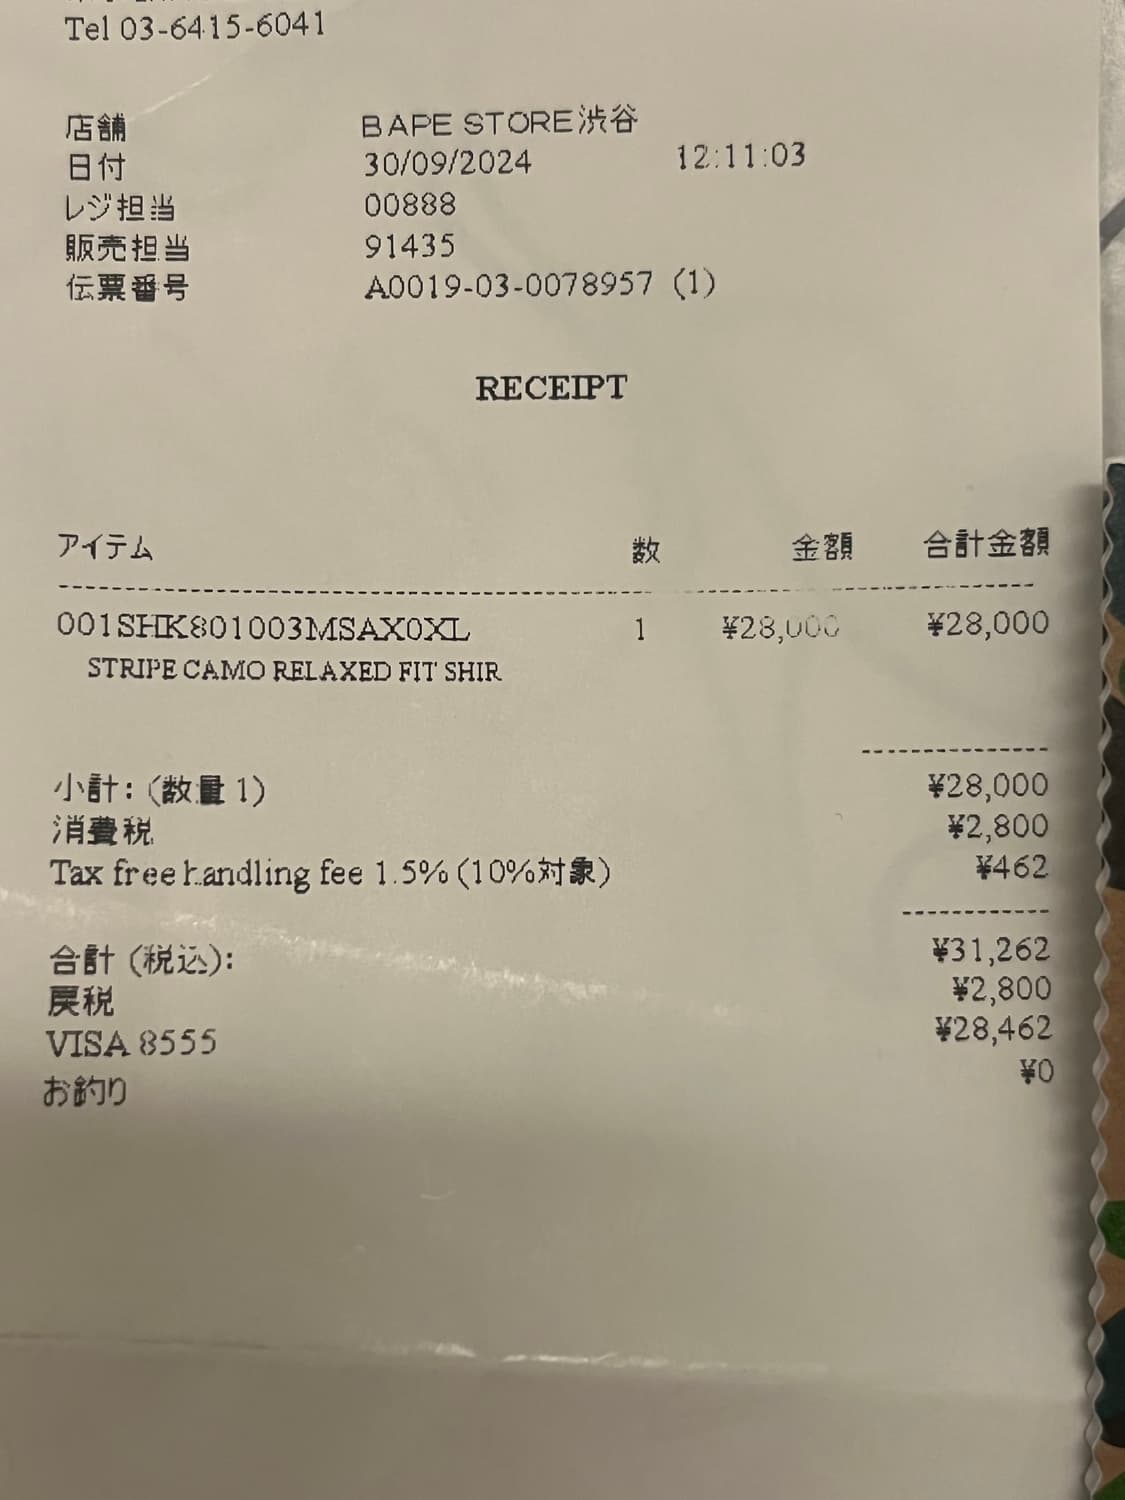 Tel 03-6415-6041
店舗 BAPE STORE渋谷
日付 30/09/2024 12:11:03
レジ担当 00888
販売担当 91435
伝票番号 A0019-03-0078957 (1)
RECEIPT
アイテム 数 金額 合計金額
001SHK801003MSAX0XL 1 ¥28,000 ¥28,000
STRIPE CAMO RELAXED FIT SHIR
小計: (数量 1) ¥28,000
消費税 ¥2,800
Tax free handling fee 1.5% (10%対象) ¥462
合計 (税込): ¥31,262
戻税 ¥2,800
VISA 8555 ¥28,462
お釣り ¥0